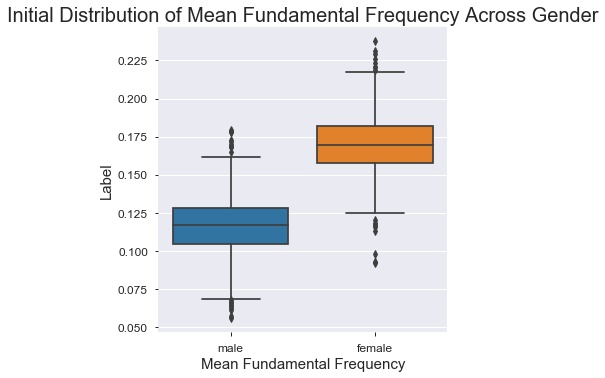 Initial Distribution of Mean Fundamental Frequency Across Gender
0.225
0.200
0.175
0.150
0.125
0.100
0.075
0.050
Label
male female
Mean Fundamental Frequency